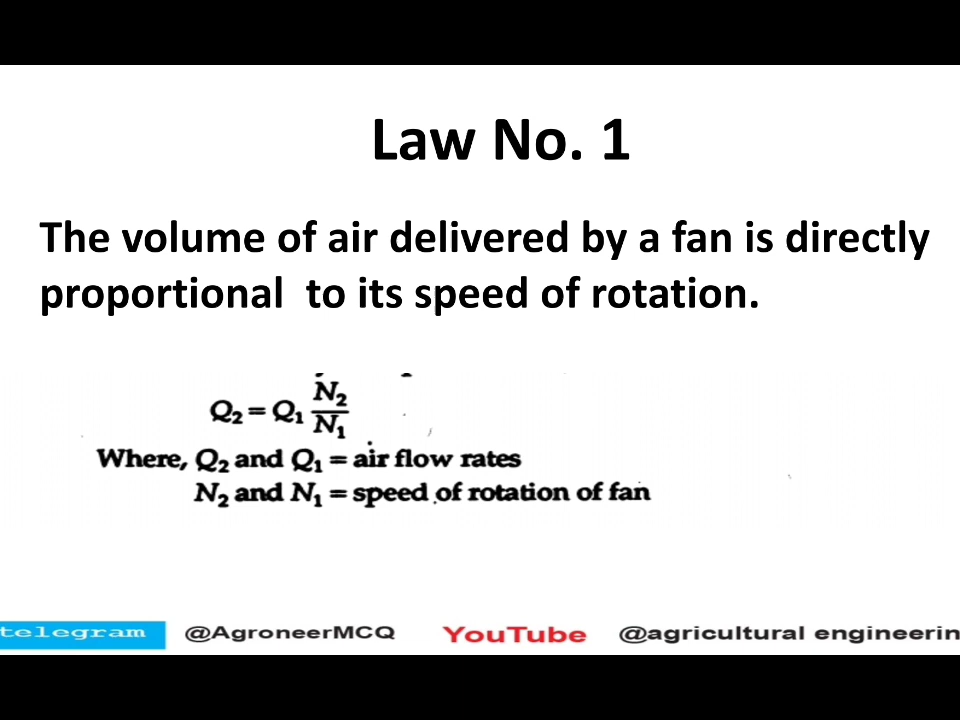 Law No. 1
The volume of air delivered by a fan is directly
proportional to its speed of rotation.
Q₂ = Q₁ N₂/N₁
Where, Q₂ and Q₁ = air flow rates
N₂ and N₁ = speed of rotation of fan
telegram @AgroneerMCQ YouTube @agricultural engineerin